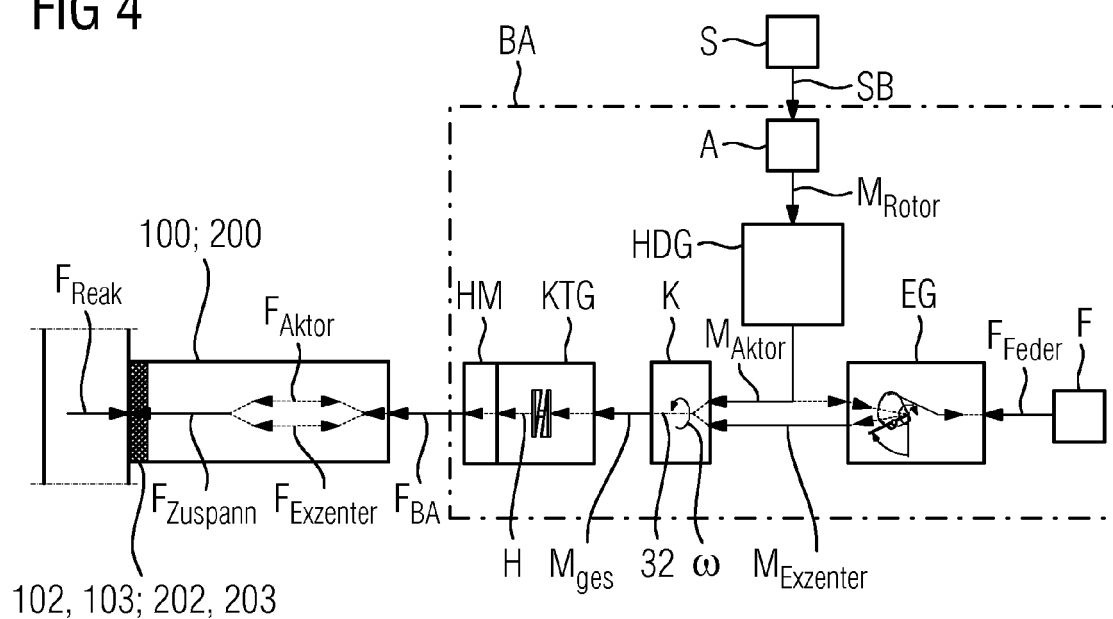 FIG 4
BA
S
SB
A
M_Rotor
100; 200
HDG
F_Reak
F_Aktor
HM
KTG
K
M_Aktor
EG
F_Feder
F
F_Zuspann
F_Exzenter
F_BA
H
M_ges
32
ω
M_Exzenter
102, 103; 202, 203